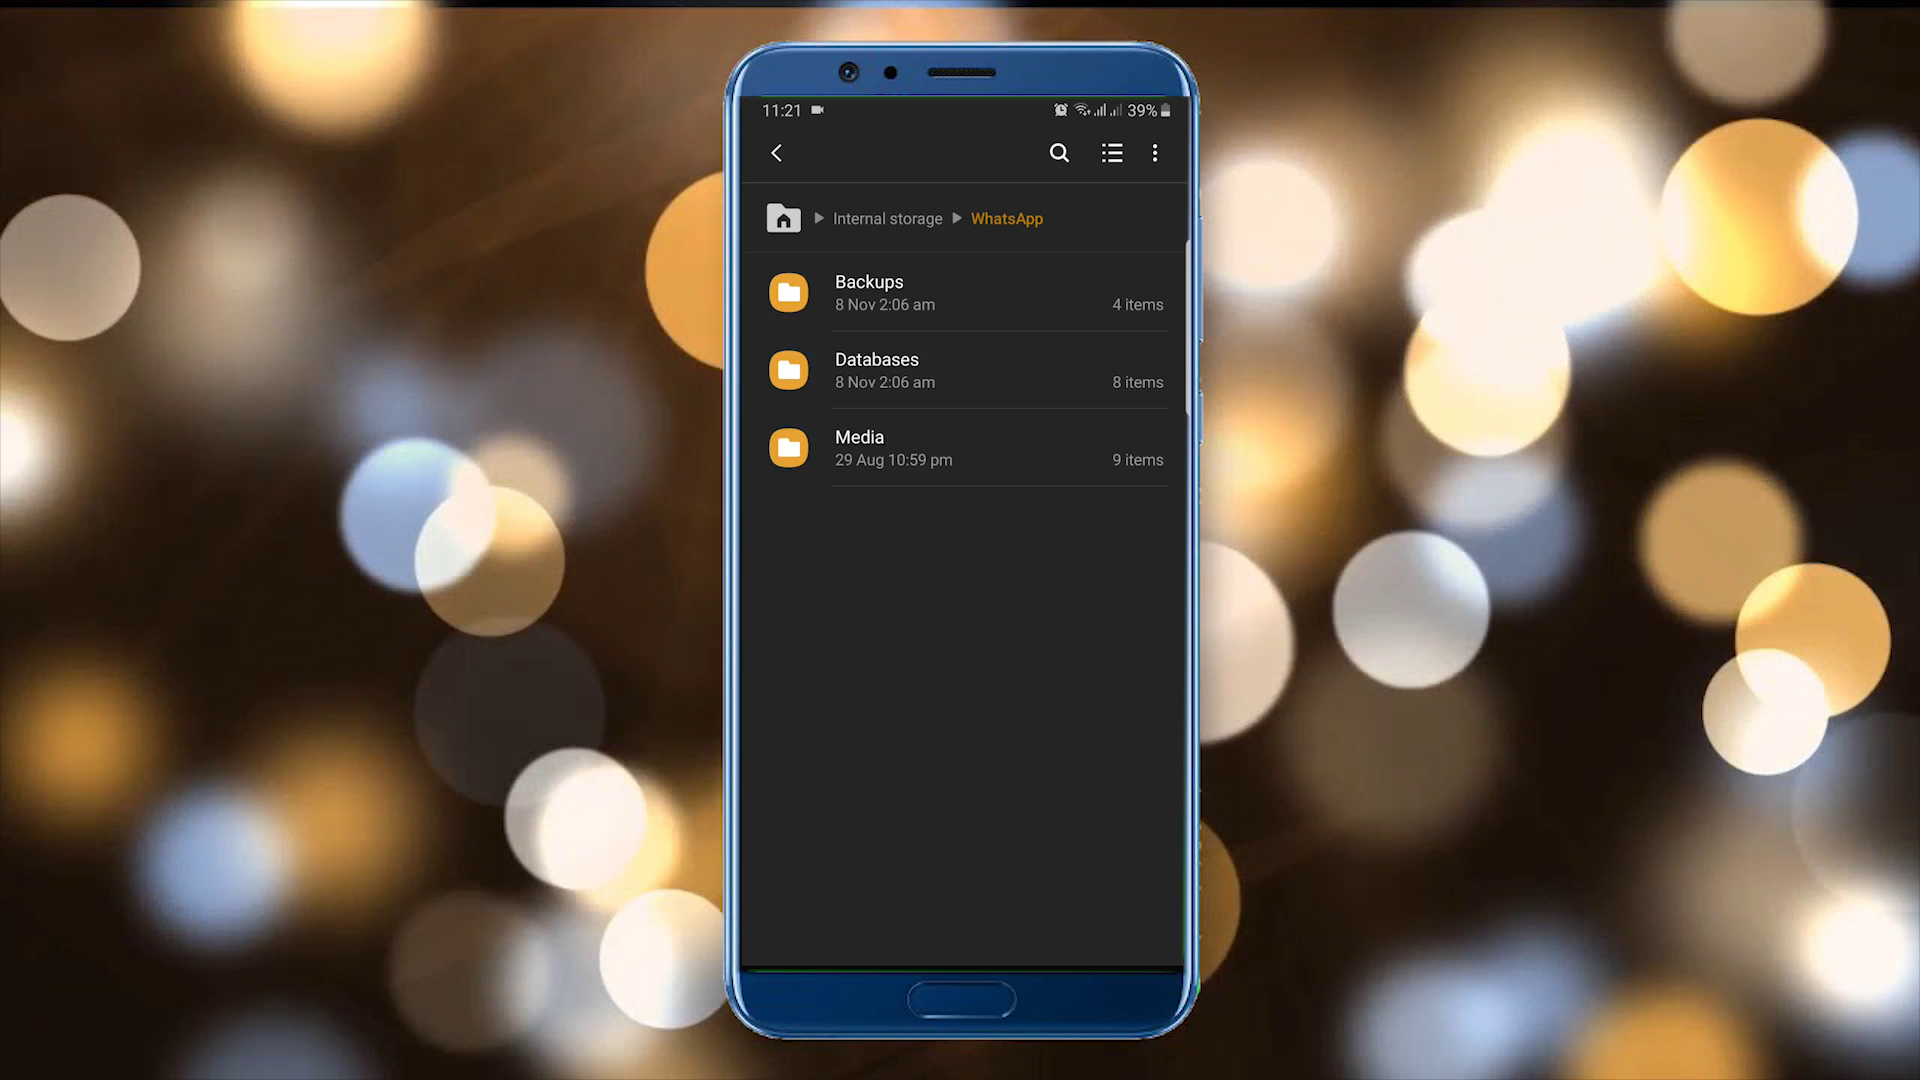 11:21 39%
Internal storage WhatsApp
Backups
8 Nov 2:06 am 4 items
Databases
8 Nov 2:06 am 8 items
Media
29 Aug 10:59 pm 9 items